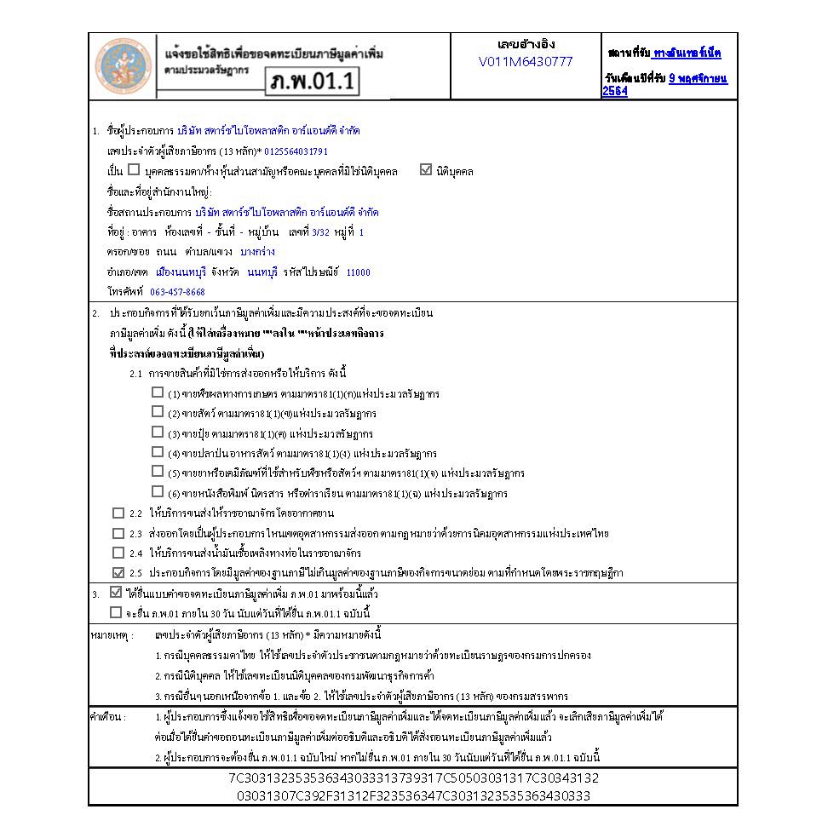 แจ้งขอใช้สิทธิเพื่อขอจดทะเบียนภาษีมูลค่าเพิ่ม
ตามประมวลรัษฎากร
ภ.พ.01.1
เลขอ้างอิง
V011M6430777
สถานที่รับ ทางอินเทอร์เน็ต
วันเดือนปีที่รับ 9 พฤศจิกายน
2564
1. ชื่อผู้ประกอบการ บริษัท สตาร์ชไบโอพลาสติก อาร์แอนด์ดี จำกัด
เลขประจำตัวผู้เสียภาษีอากร (13 หลัก)* 0125564031791
เป็น บุคคลธรรมดา/ห้างหุ้นส่วนสามัญหรือคณะบุคคลที่มิใช่นิติบุคคล นิติบุคคล
ชื่อและที่อยู่สำนักงานใหญ่:
ชื่อสถานประกอบการ บริษัท สตาร์ชไบโอพลาสติก อาร์แอนด์ดี จำกัด
ที่อยู่ : อาคาร ห้องเลขที่ - ชั้นที่ - หมู่บ้าน เลขที่ 3/32 หมู่ที่ 1
ตรอก/ซอย ถนน ตำบล/แขวง บางกร่าง
อำเภอ/เขต เมืองนนทบุรี จังหวัด นนทบุรี รหัสไปรษณีย์ 11000
โทรศัพท์ 063-457-8668
2. ประกอบกิจการที่ได้รับยกเว้นภาษีมูลค่าเพิ่มและมีความประสงค์ที่จะขอจดทะเบียน
ภาษีมูลค่าเพิ่ม ดังนี้ (ให้ใส่เครื่องหมาย ""ลงใน ""หน้าประเภทกิจการ
ที่ประสงค์ขอจดทะเบียนภาษีมูลค่าเพิ่ม)
2.1 การขายสินค้าที่มิใช่การส่งออกหรือให้บริการ ดังนี้
(1) ขายพืชผลทางการเกษตร ตามมาตรา81(1)(ก)แห่งประมวลรัษฎากร
(2) ขายสัตว์ ตามมาตรา81(1)(ข)แห่งประมวลรัษฎากร
(3) ขายปุ๋ย ตามมาตรา81(1)(ค) แห่งประมวลรัษฎากร
(4) ขายปลาป่น อาหารสัตว์ ตามมาตรา81(1)(ง) แห่งประมวลรัษฎากร
(5) ขายยาหรือเคมีภัณฑ์ที่ใช้สำหรับพืชหรือสัตว์ฯ ตามมาตรา81(1)(จ) แห่งประมวลรัษฎากร
(6) ขายหนังสือพิมพ์ นิตรสาร หรือตำราเรียน ตามมาตรา81(1)(ฉ) แห่งประมวลรัษฎากร
2.2 ให้บริการขนส่งให้ราชอาณาจักรโดยอากาศยาน
2.3 ส่งออกโดยเป็นผู้ประกอบการในเขตอุตสาหกรรมส่งออก ตามกฎหมายว่าด้วยการนิคมอุตสาหกรรมแห่งประเทศไทย
2.4 ให้บริการขนส่งน้ำมันเชื้อเพลิงทางท่อในราชอาณาจักร
2.5 ประกอบกิจการโดยมีมูลค่าของฐานภาษีไม่เกินมูลค่าของฐานภาษีของกิจการขนาดย่อม ตามที่กำหนดโดยพระราชกฤษฎีกา
3. ได้ยื่นแบบคำขอจดทะเบียนภาษีมูลค่าเพิ่ม ภ.พ.01 มาพร้อมนี้แล้ว
จะยื่น ภ.พ.01 ภายใน 30 วัน นับแต่วันที่ได้ยื่น ภ.พ.01.1 ฉบับนี้
หมายเหตุ : เลขประจำตัวผู้เสียภาษีอากร (13 หลัก) * มีความหมายดังนี้
1. กรณีบุคคลธรรมดาไทย ให้ใช้เลขประจำตัวประชาชนตามกฎหมายว่าด้วยทะเบียนราษฎรของกรมการปกครอง
2. กรณีนิติบุคคล ให้ใช้เลขทะเบียนนิติบุคคลของกรมพัฒนาธุรกิจการค้า
3. กรณีอื่นๆ นอกเหนือจากข้อ 1. และข้อ 2. ให้ใช้เลขประจำตัวผู้เสียภาษีอากร (13 หลัก) ของกรมสรรพากร
คำเตือน : 1. ผู้ประกอบการซึ่งแจ้งขอใช้สิทธิเพื่อขอจดทะเบียนภาษีมูลค่าเพิ่มและได้จดทะเบียนภาษีมูลค่าเพิ่มแล้ว จะเลิกเสียภาษีมูลค่าเพิ่มได้
ต่อเมื่อได้ยื่นคำขอถอนทะเบียนภาษีมูลค่าเพิ่มต่ออธิบดีและอธิบดีได้สั่งถอนทะเบียนภาษีมูลค่าเพิ่มแล้ว
2. ผู้ประกอบการจะต้องยื่น ภ.พ.01.1 ฉบับใหม่ หากไม่ยื่น ภ.พ.01 ภายใน 30 วันนับแต่วันที่ได้ยื่น ภ.พ.01.1 ฉบับนี้
7C303132353536343033313739317C50503031317C30343132
03031307C392F31312F323536347C3031323535363430333